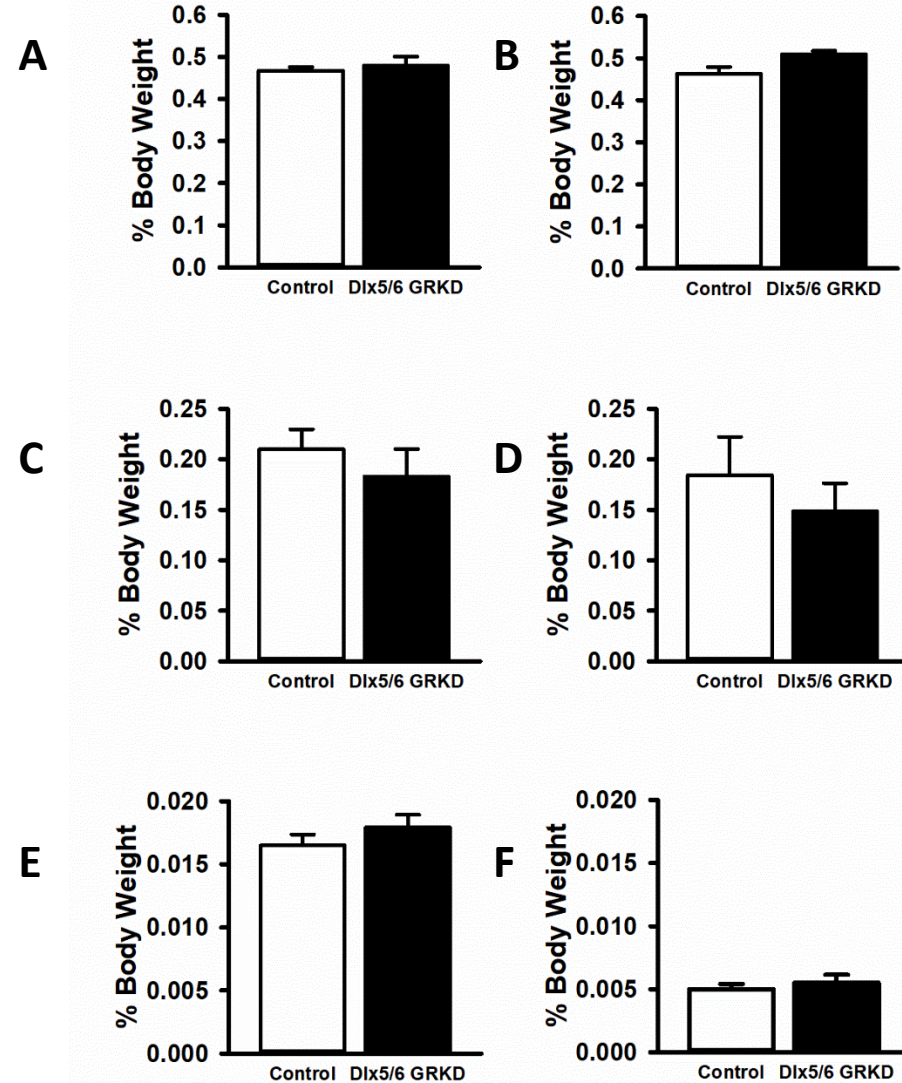 A
% Body Weight
0.6
0.5
0.4
0.3
0.2
0.1
0.0
Control Dlx5/6 GRKD
B
% Body Weight
0.6
0.5
0.4
0.3
0.2
0.1
0.0
Control Dlx5/6 GRKD
C
% Body Weight
0.25
0.20
0.15
0.10
0.05
0.00
Control Dlx5/6 GRKD
D
% Body Weight
0.25
0.20
0.15
0.10
0.05
0.00
Control Dlx5/6 GRKD
E
% Body Weight
0.020
0.015
0.010
0.005
0.000
Control Dlx5/6 GRKD
F
% Body Weight
0.020
0.015
0.010
0.005
0.000
Control Dlx5/6 GRKD